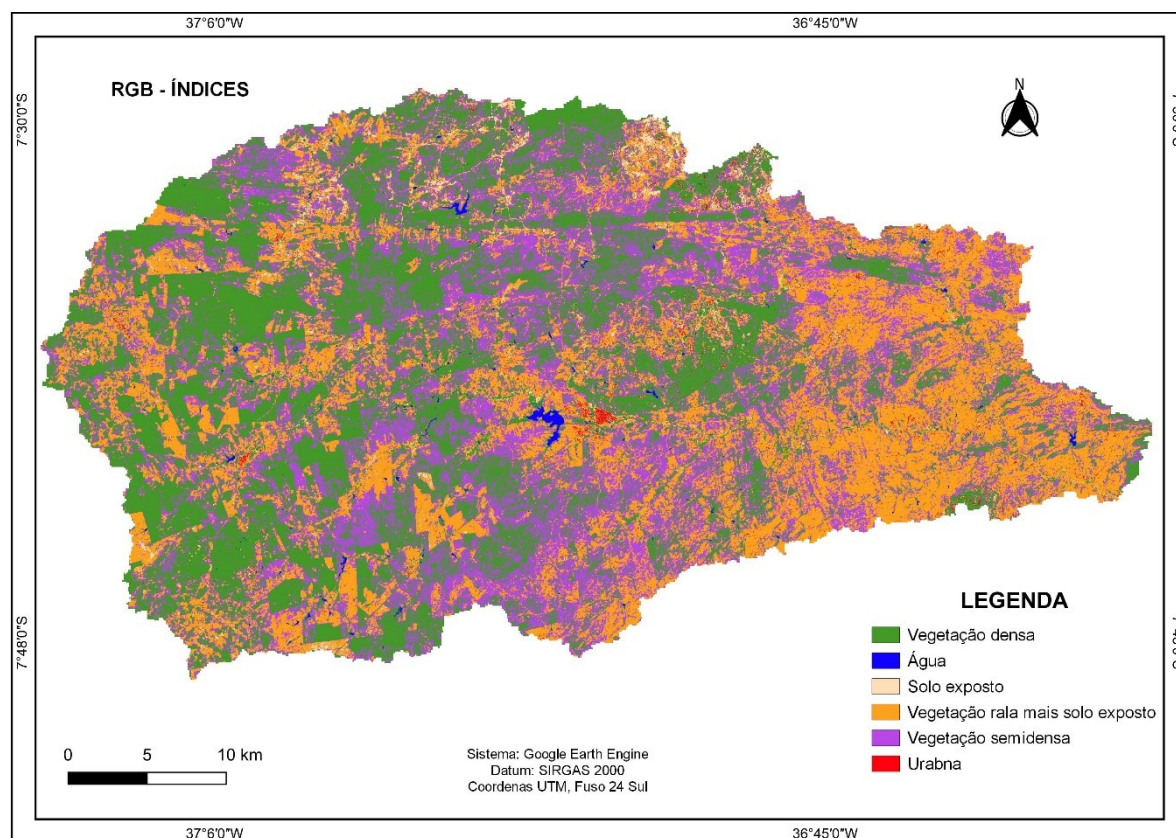 37°6'0"W
36°45'0"W
RGB - ÍNDICES
N
7°30'0"S
LEGENDA
Vegetação densa
Água
Solo exposto
Vegetação rala mais solo exposto
Vegetação semidensa
Urabna
7°48'0"S
0 5 10 km
Sistema: Google Earth Engine
Datum: SIRGAS 2000
Coordenas UTM, Fuso 24 Sul
37°6'0"W
36°45'0"W